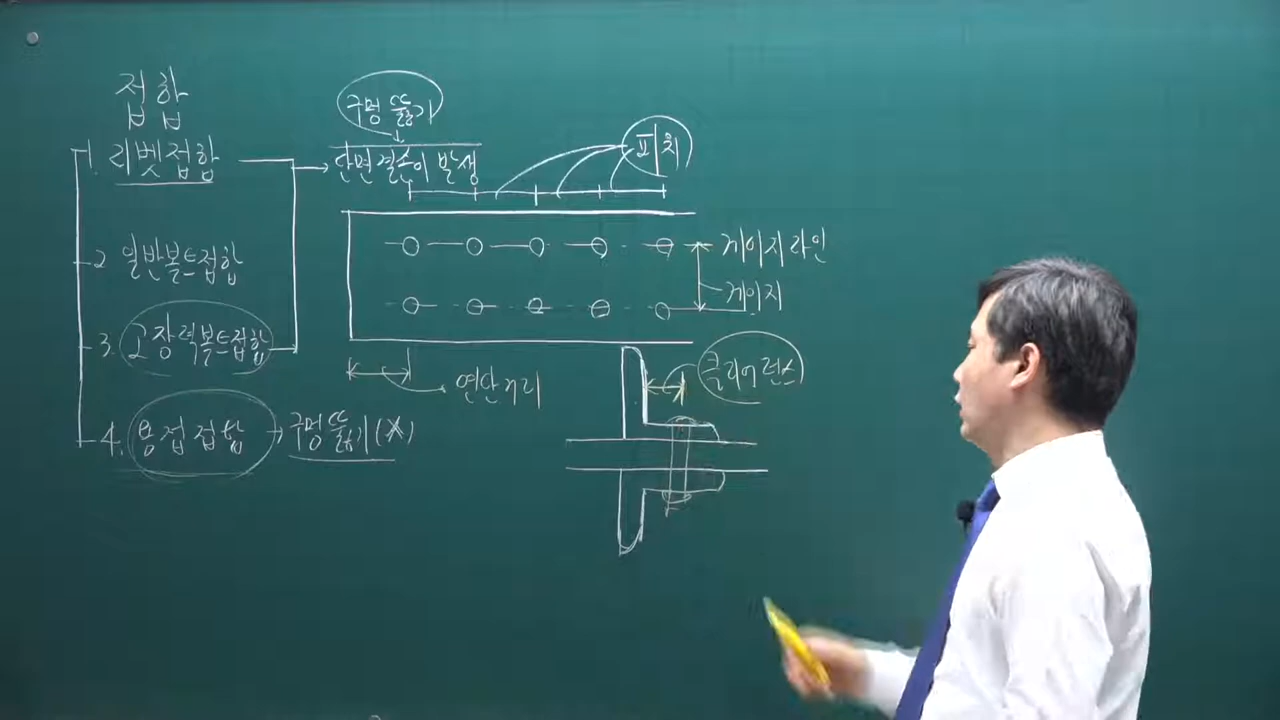 접합
1. 리벳접합
2 일반볼트접합
3. 고장력볼트접합
4. 용접접합 → 구멍뚫기(X)
구멍 뚫기
단면결손이 발생
피치
게이지라인
게이지
연단거리
클리어런스